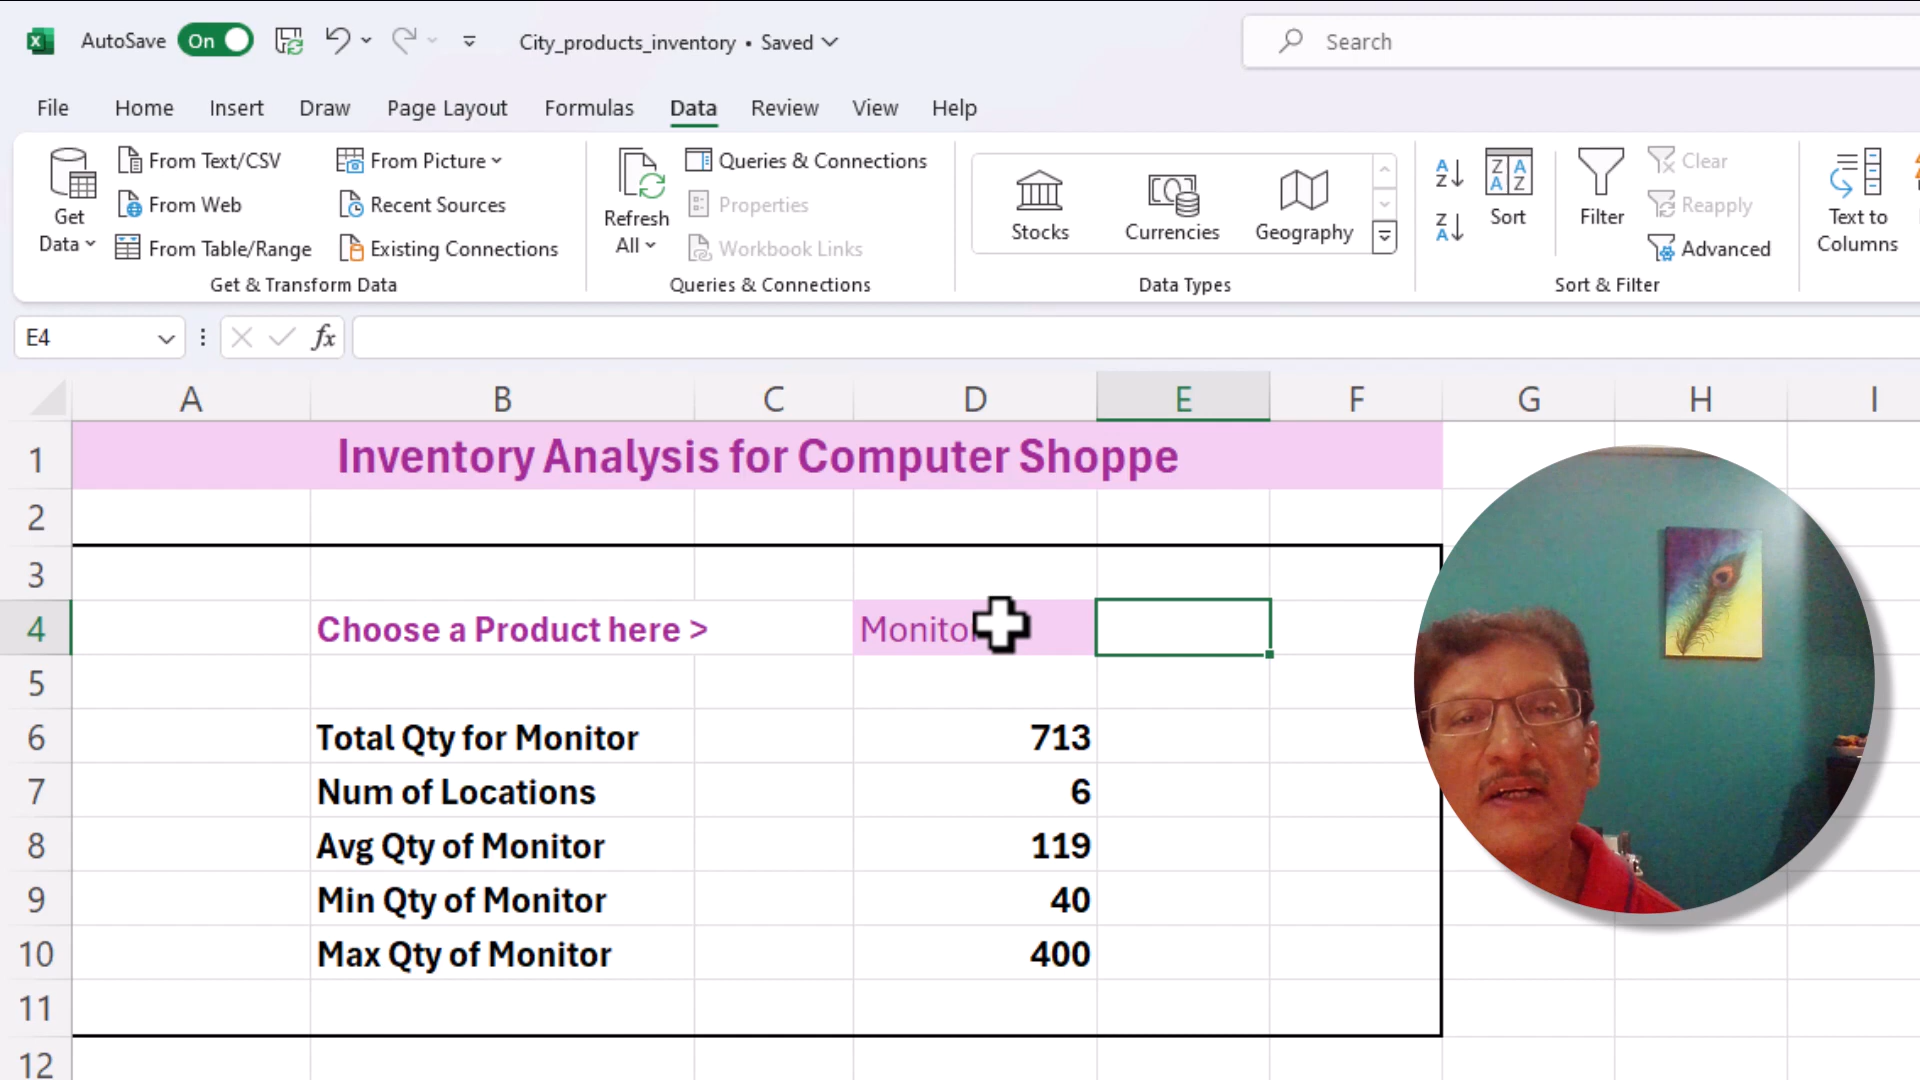 AutoSave On City_products_inventory • Saved Search
File Home Insert Draw Page Layout Formulas Data Review View Help
Get Data
From Text/CSV
From Web
From Table/Range
From Picture
Recent Sources
Existing Connections
Get & Transform Data
Refresh All
Queries & Connections
Properties
Workbook Links
Queries & Connections
Stocks Currencies Geography
Data Types
Sort
Filter
Clear
Reapply
Advanced
Sort & Filter
Text to Columns
E4 fx
A B C D E F G H I
1 Inventory Analysis for Computer Shoppe
2
3
4 Choose a Product here > Monitor
5
6 Total Qty for Monitor 713
7 Num of Locations 6
8 Avg Qty of Monitor 119
9 Min Qty of Monitor 40
10 Max Qty of Monitor 400
11
12